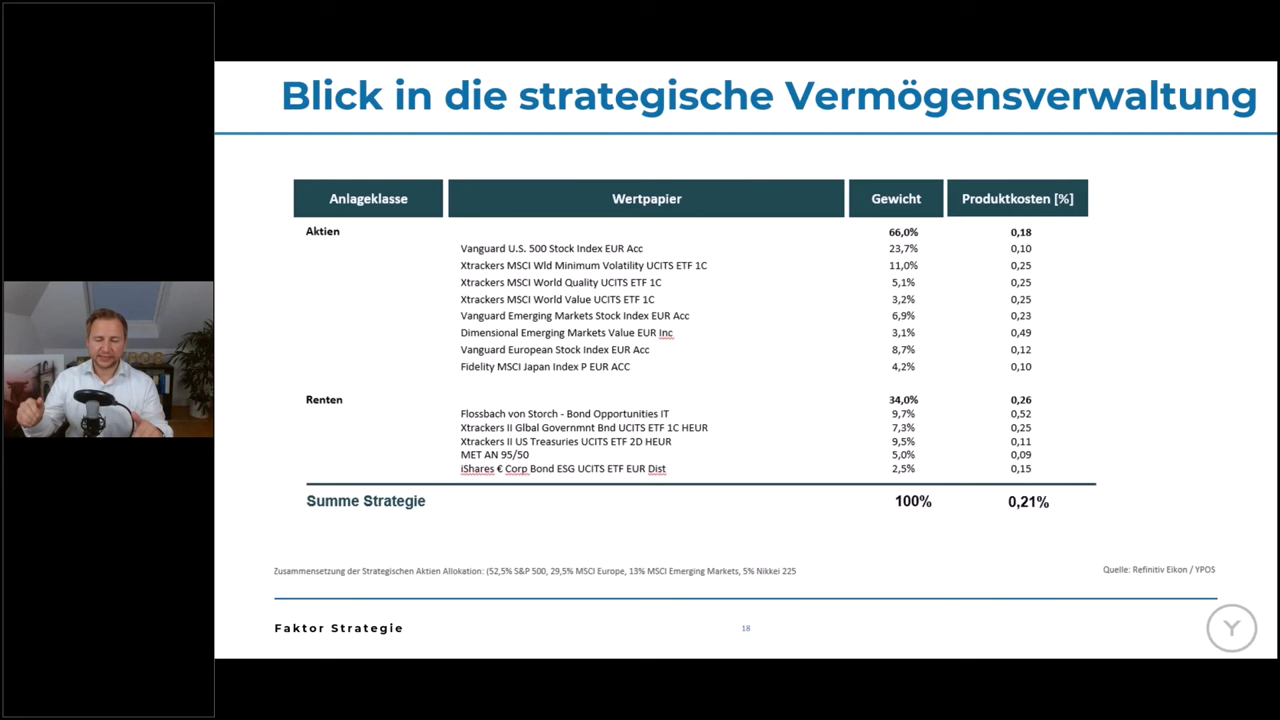 Blick in die strategische Vermögensverwaltung
Anlageklasse Wertpapier Gewicht Produktkosten [%]
Aktien 66,0% 0,18
Vanguard U.S. 500 Stock Index EUR Acc 23,7% 0,10
Xtrackers MSCI Wld Minimum Volatility UCITS ETF 1C 11,0% 0,25
Xtrackers MSCI World Quality UCITS ETF 1C 5,1% 0,25
Xtrackers MSCI World Value UCITS ETF 1C 3,2% 0,25
Vanguard Emerging Markets Stock Index EUR Acc 6,9% 0,23
Dimensional Emerging Markets Value EUR Inc 3,1% 0,49
Vanguard European Stock Index EUR Acc 8,7% 0,12
Fidelity MSCI Japan Index P EUR ACC 4,2% 0,10
Renten 34,0% 0,26
Flossbach von Storch - Bond Opportunities IT 9,7% 0,52
Xtrackers II Glbal Governmnt Bnd UCITS ETF 1C HEUR 7,3% 0,25
Xtrackers II US Treasuries UCITS ETF 2D HEUR 9,5% 0,11
MET AN 95/50 5,0% 0,09
iShares € Corp Bond ESG UCITS ETF EUR Dist 2,5% 0,15
Summe Strategie 100% 0,21%
Zusammensetzung der Strategischen Aktien Allokation: (52,5% S&P 500, 29,5% MSCI Europe, 13% MSCI Emerging Markets, 5% Nikkei 225
Quelle: Refinitiv Eikon / YPOS
Faktor Strategie 18
Y